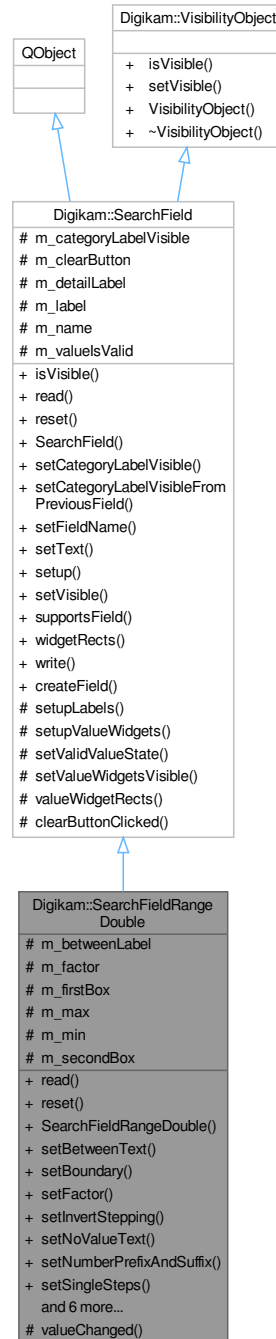 Digikam::VisibilityObject
+ isVisible()
+ setVisible()
+ VisibilityObject()
+ ~VisibilityObject()
QObject
Digikam::SearchField
# m_categoryLabelVisible
# m_clearButton
# m_detailLabel
# m_label
# m_name
# m_valueIsValid
+ isVisible()
+ read()
+ reset()
+ SearchField()
+ setCategoryLabelVisible()
+ setCategoryLabelVisibleFrom
PreviousField()
+ setFieldName()
+ setText()
+ setup()
+ setVisible()
+ supportsField()
+ widgetRects()
+ write()
+ createField()
# setupLabels()
# setupValueWidgets()
# setValidValueState()
# setValueWidgetsVisible()
# valueWidgetRects()
# clearButtonClicked()
Digikam::SearchFieldRange
Double
# m_betweenLabel
# m_factor
# m_firstBox
# m_max
# m_min
# m_secondBox
+ read()
+ reset()
+ SearchFieldRangeDouble()
+ setBetweenText()
+ setBoundary()
+ setFactor()
+ setInvertStepping()
+ setNoValueText()
+ setNumberPrefixAndSuffix()
+ setSingleSteps()
and 6 more...
# valueChanged()